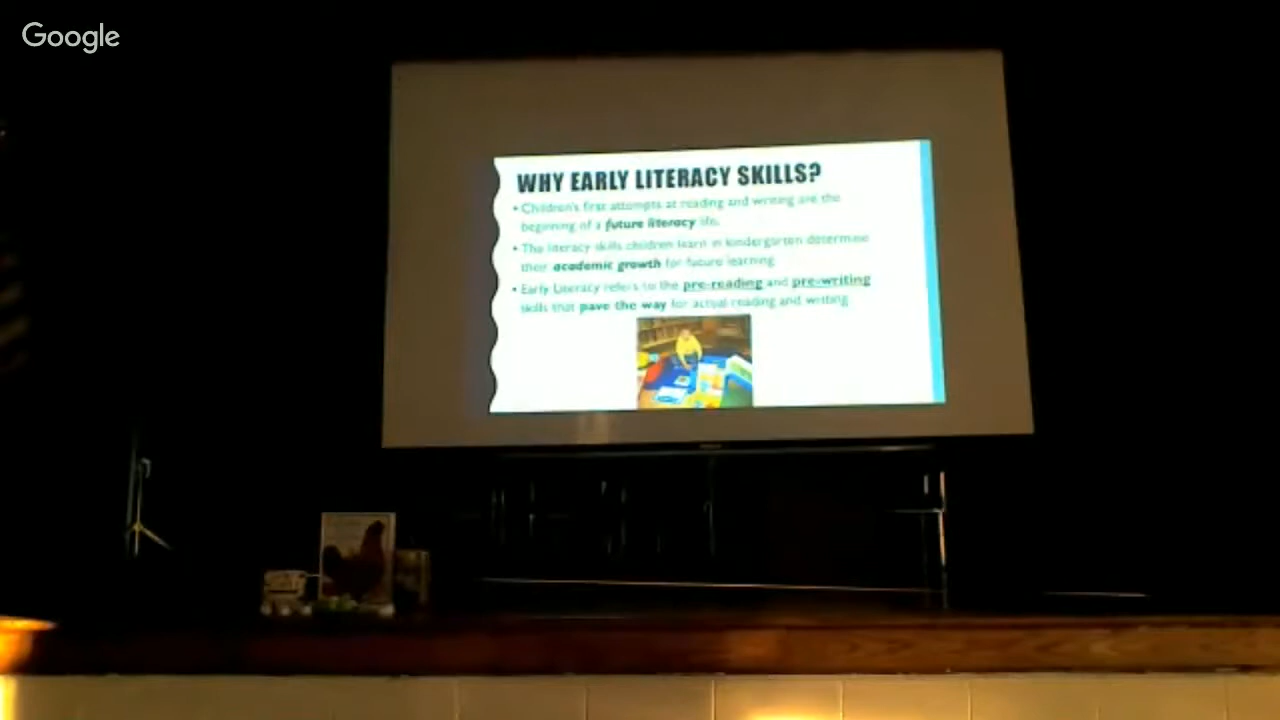 Google
WHY EARLY LITERACY SKILLS?
• Children's first attempts at reading and writing are the
beginning of a future literacy life.
• The literacy skills children learn in kindergarten determine
their academic growth for future learning
• Early Literacy refers to the pre-reading and pre-writing
skills that pave the way for actual reading and writing